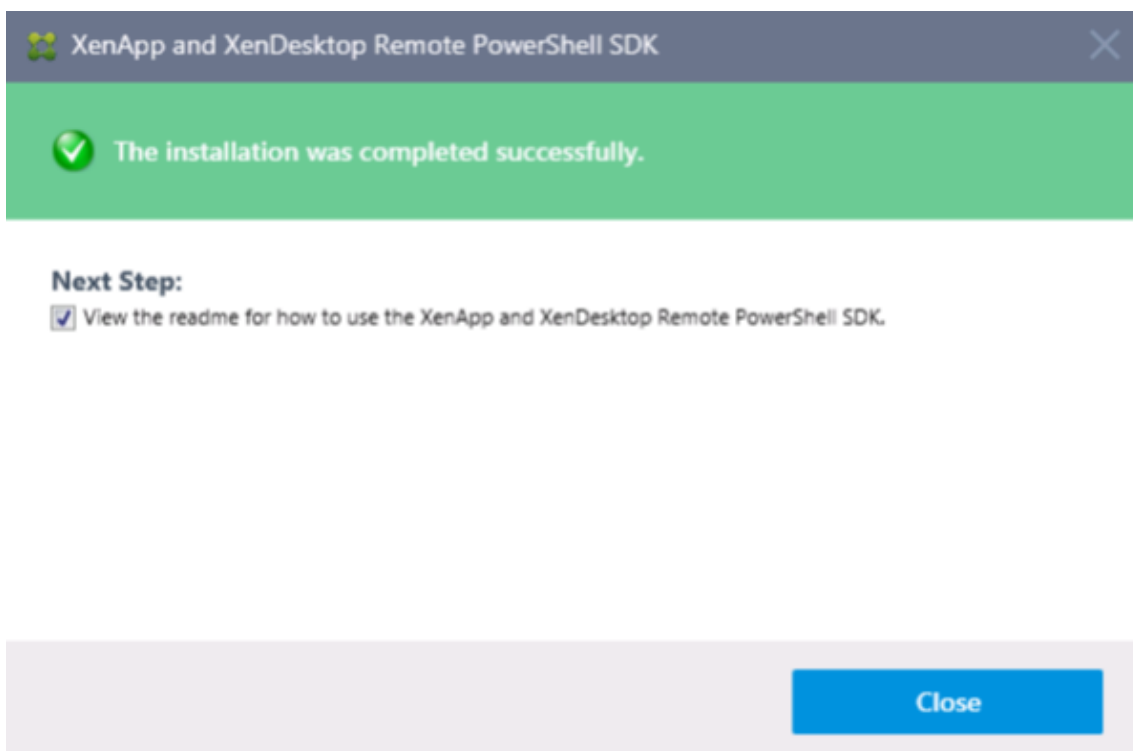 XenApp and XenDesktop Remote PowerShell SDK
The installation was completed successfully.
Next Step:
View the readme for how to use the XenApp and XenDesktop Remote PowerShell SDK.
Close